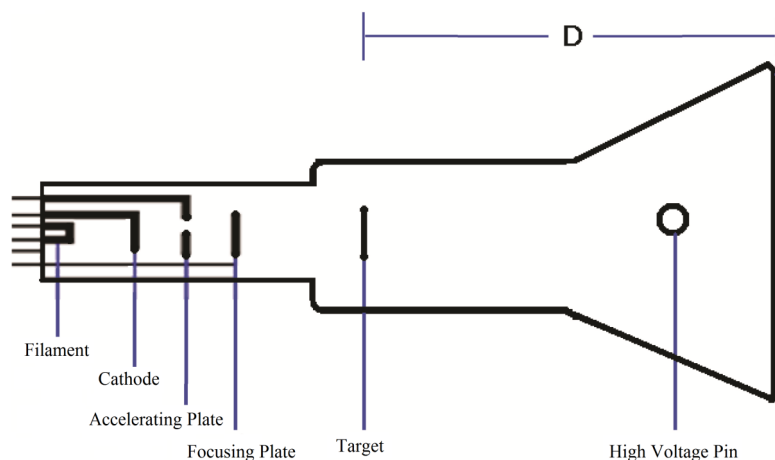 D
Filament
Cathode
Accelerating Plate
Focusing Plate
Target
High Voltage Pin